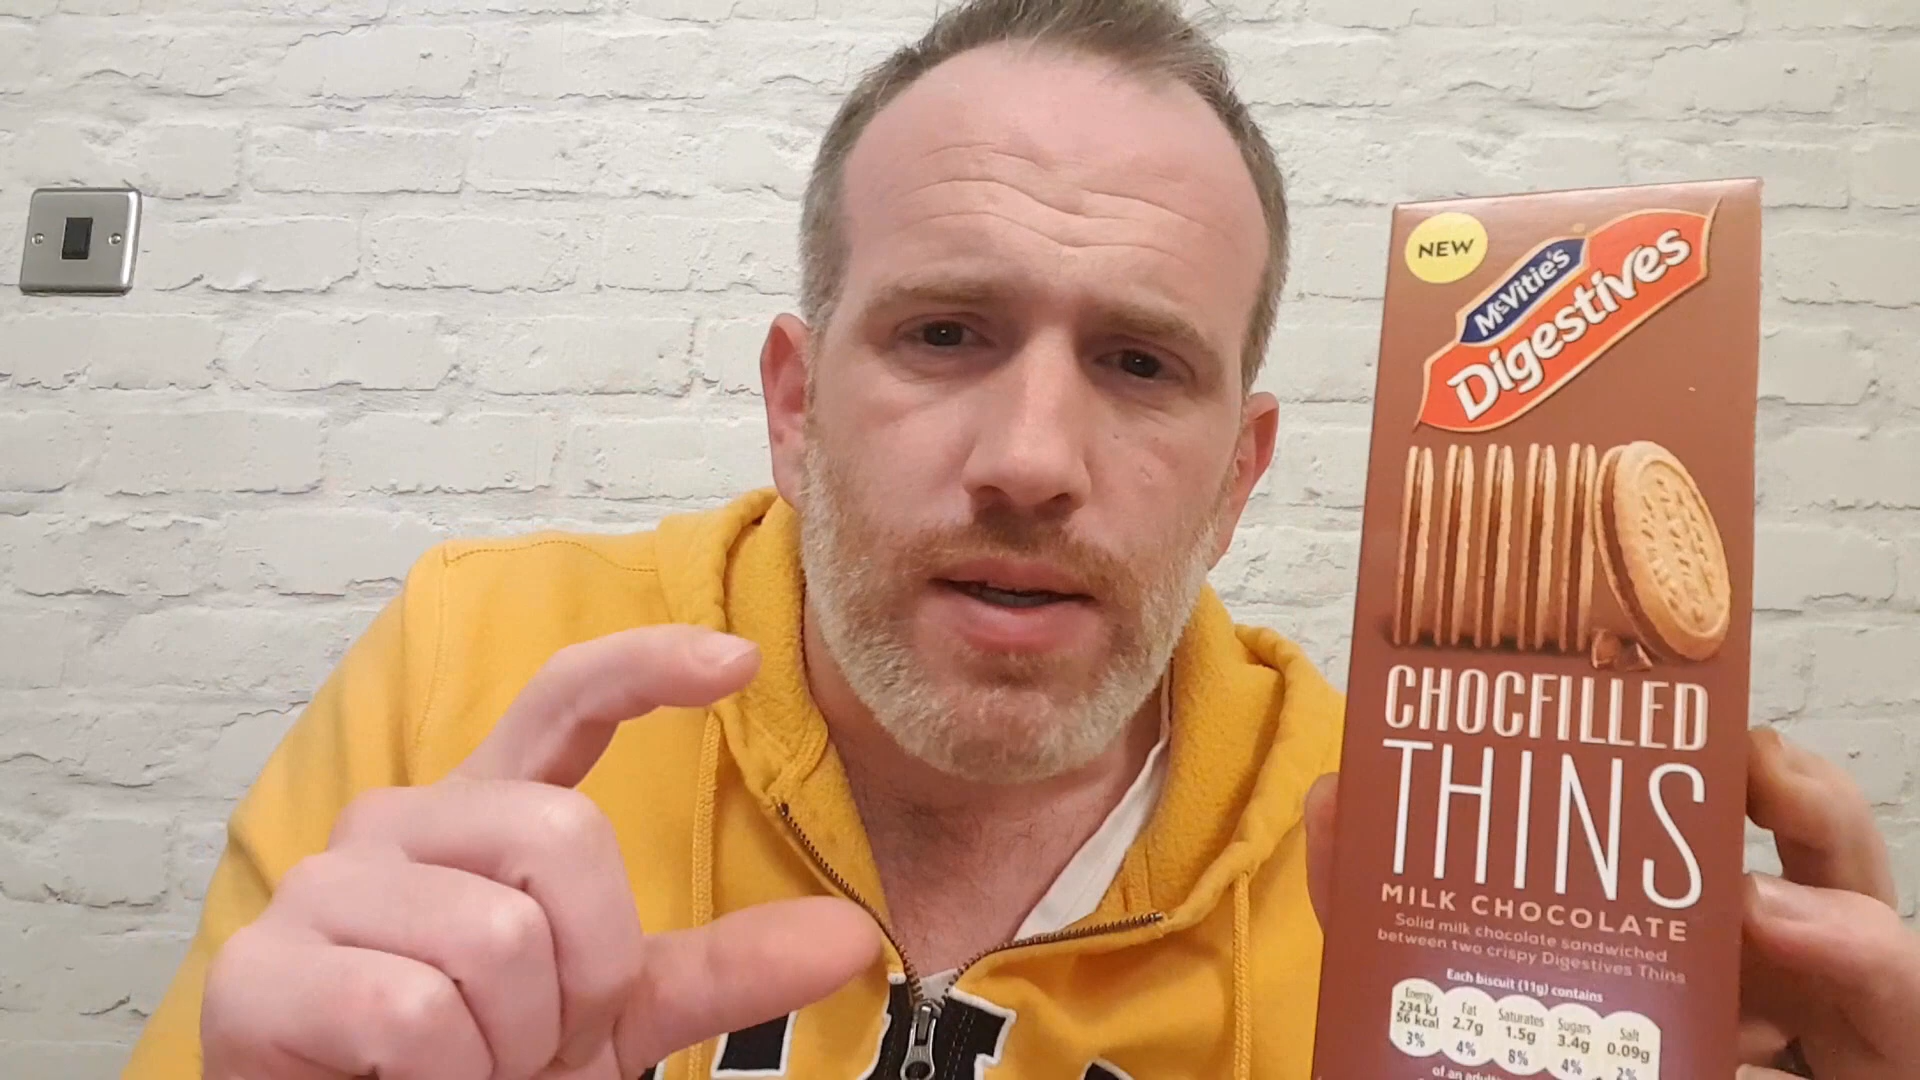 NEW
McVitie's
Digestives
CHOCFILLED
THINS
MILK CHOCOLATE
Solid milk chocolate sandwiched
between two crispy Digestives Thins
Each biscuit (11g) contains
Energy Fat Saturates Sugars Salt
234 kJ
56 kcal 2.7g 1.5g 3.4g 0.09g
3% 4% 8% 4% 2%
of an